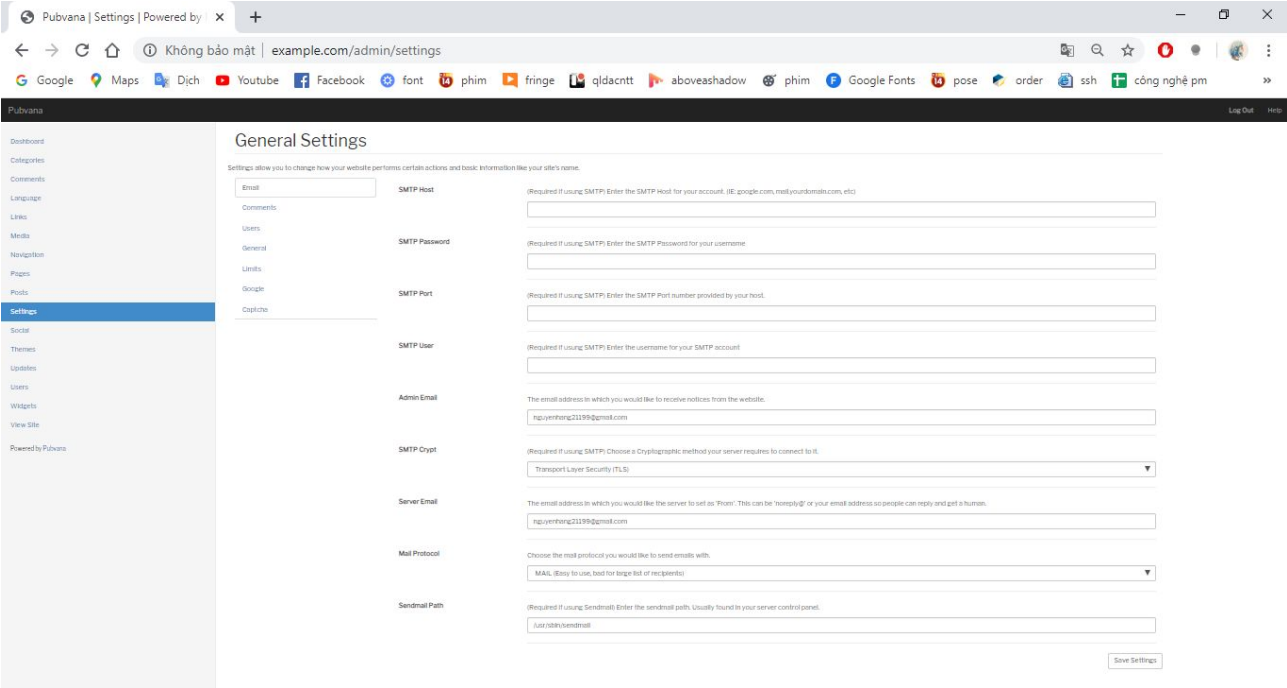 Pubvana | Settings | Powered by
Không bảo mật | example.com/admin/settings
Google Maps Dịch Youtube Facebook font phim fringe qldacntt aboveashadow phim Google Fonts pose order ssh công nghệ pm »
Pubvana Log Out Help
Dashboard
Categories
Comments
Language
Links
Media
Navigation
Pages
Posts
Settings
Social
Themes
Updates
Users
Widgets
View Site
Powered by Pubvana
General Settings
Settings allow you to change how your website performs certain actions and basic information like your site's name.
Email
Comments
Users
General
Limits
Google
Captcha
SMTP Host
(Required if usung SMTP) Enter the SMTP Host for your account. (IE: google.com, mail.yourdomain.com, etc)
SMTP Password
(Required if usung SMTP) Enter the SMTP Password for your username
SMTP Port
(Required if usung SMTP) Enter the SMTP Port number provided by your host.
SMTP User
(Required if usung SMTP) Enter the username for your SMTP account
Admin Email
The email address in which you would like to receive notices from the website.
nguyenhang21199@gmail.com
SMTP Crypt
(Required if usung SMTP) Choose a Cryptographic method your server requires to connect to it.
Transport Layer Security (TLS)
Server Email
The email address in which you would like the server to set as 'From'. This can be 'noreply@' or your email address so people can reply and get a human.
nguyenhang21199@gmail.com
Mail Protocol
Choose the mail protocol you would like to send emails with.
MAIL (Easy to use, bad for large list of recipients)
Sendmail Path
(Required if usung Sendmail) Enter the sendmail path. Usually found in your server control panel.
/usr/sbin/sendmail
Save Settings